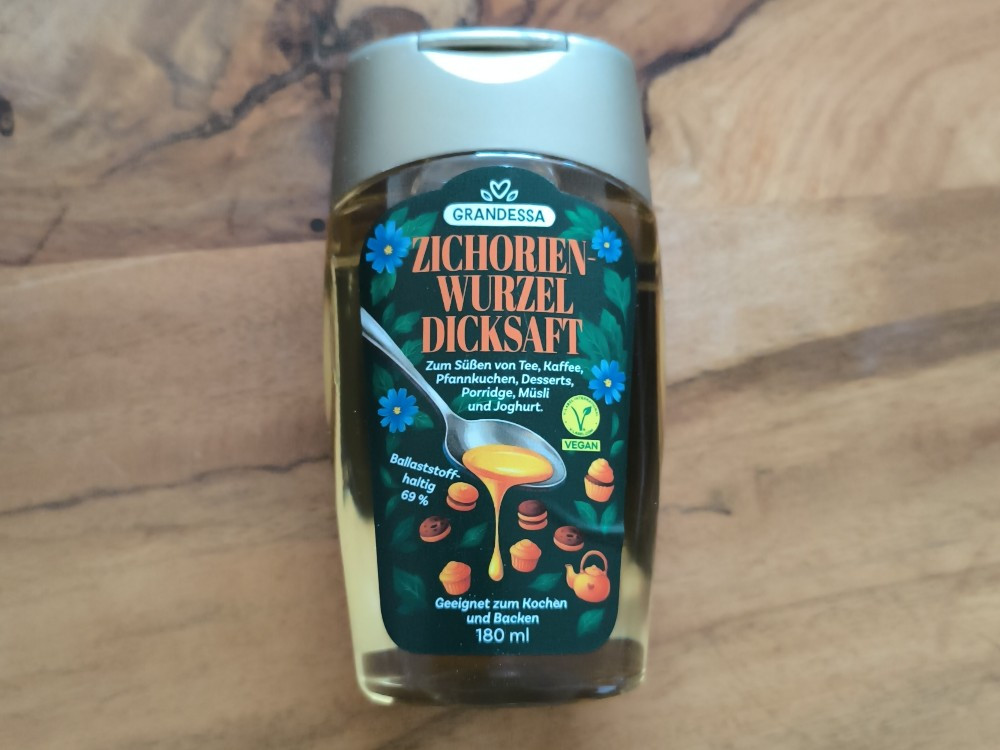 GRANDESSA
ZICHORIEN-
WURZEL
DICKSAFT
Zum Süßen von Tee, Kaffee,
Pfannkuchen, Desserts,
Porridge, Müsli
und Joghurt.
VEGAN
Ballaststoff-
haltig
69 %
Geeignet zum Kochen
und Backen
180 ml